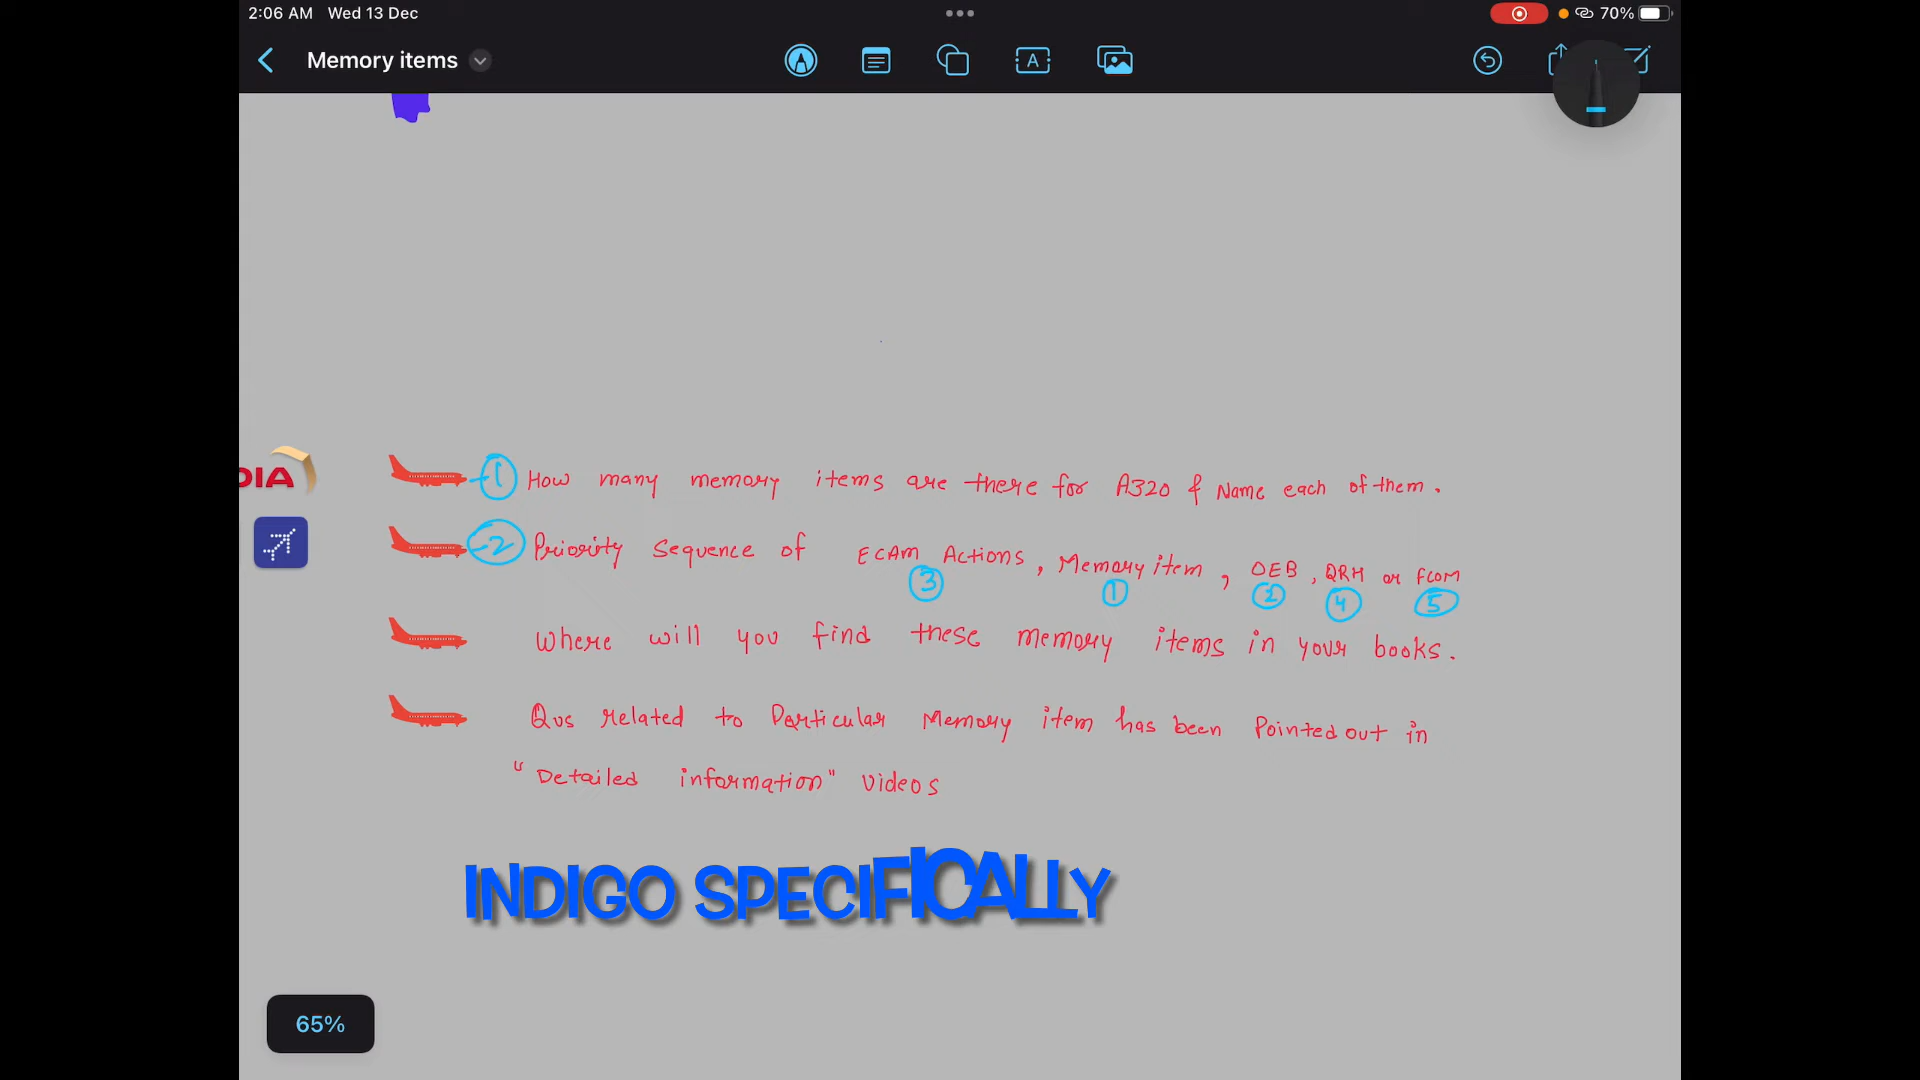 2:06 AM Wed 13 Dec
70%
Memory items
A
DIA
1 How many memory items are there for A320 & Name each of them.
2 Priority Sequence of ECAM Actions, Memory item, OEB, QRH or FCOM
3 1 2 4 5
Where will you find these memory items in your books.
Qus related to Particular Memory item has been Pointed out in
"Detailed information" videos
INDIGO SPECIFICALLY
65%